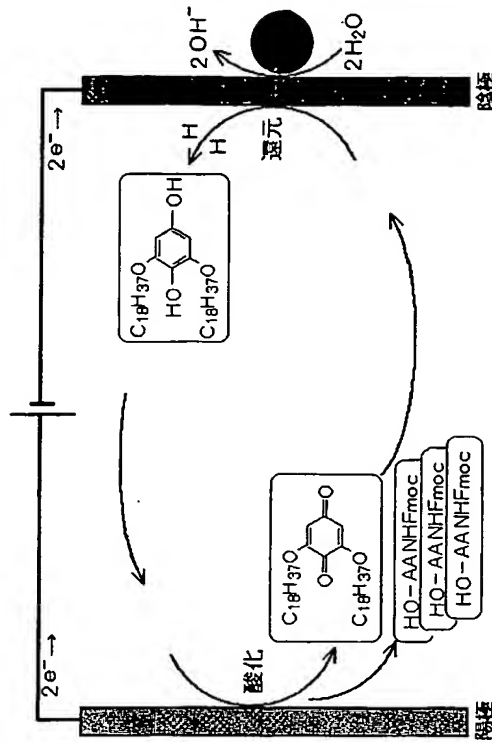 2e⁻→
2e⁻→
2OH⁻
2H₂O
H
H
還元
陰極
C₁₈H₃₇O
HO
OH
C₁₈H₃₇O
酸化
陽極
C₁₈H₃₇O
O
O
C₁₈H₃₇O
HO-AANHFmoc
HO-AANHFmoc
HO-AANHFmoc